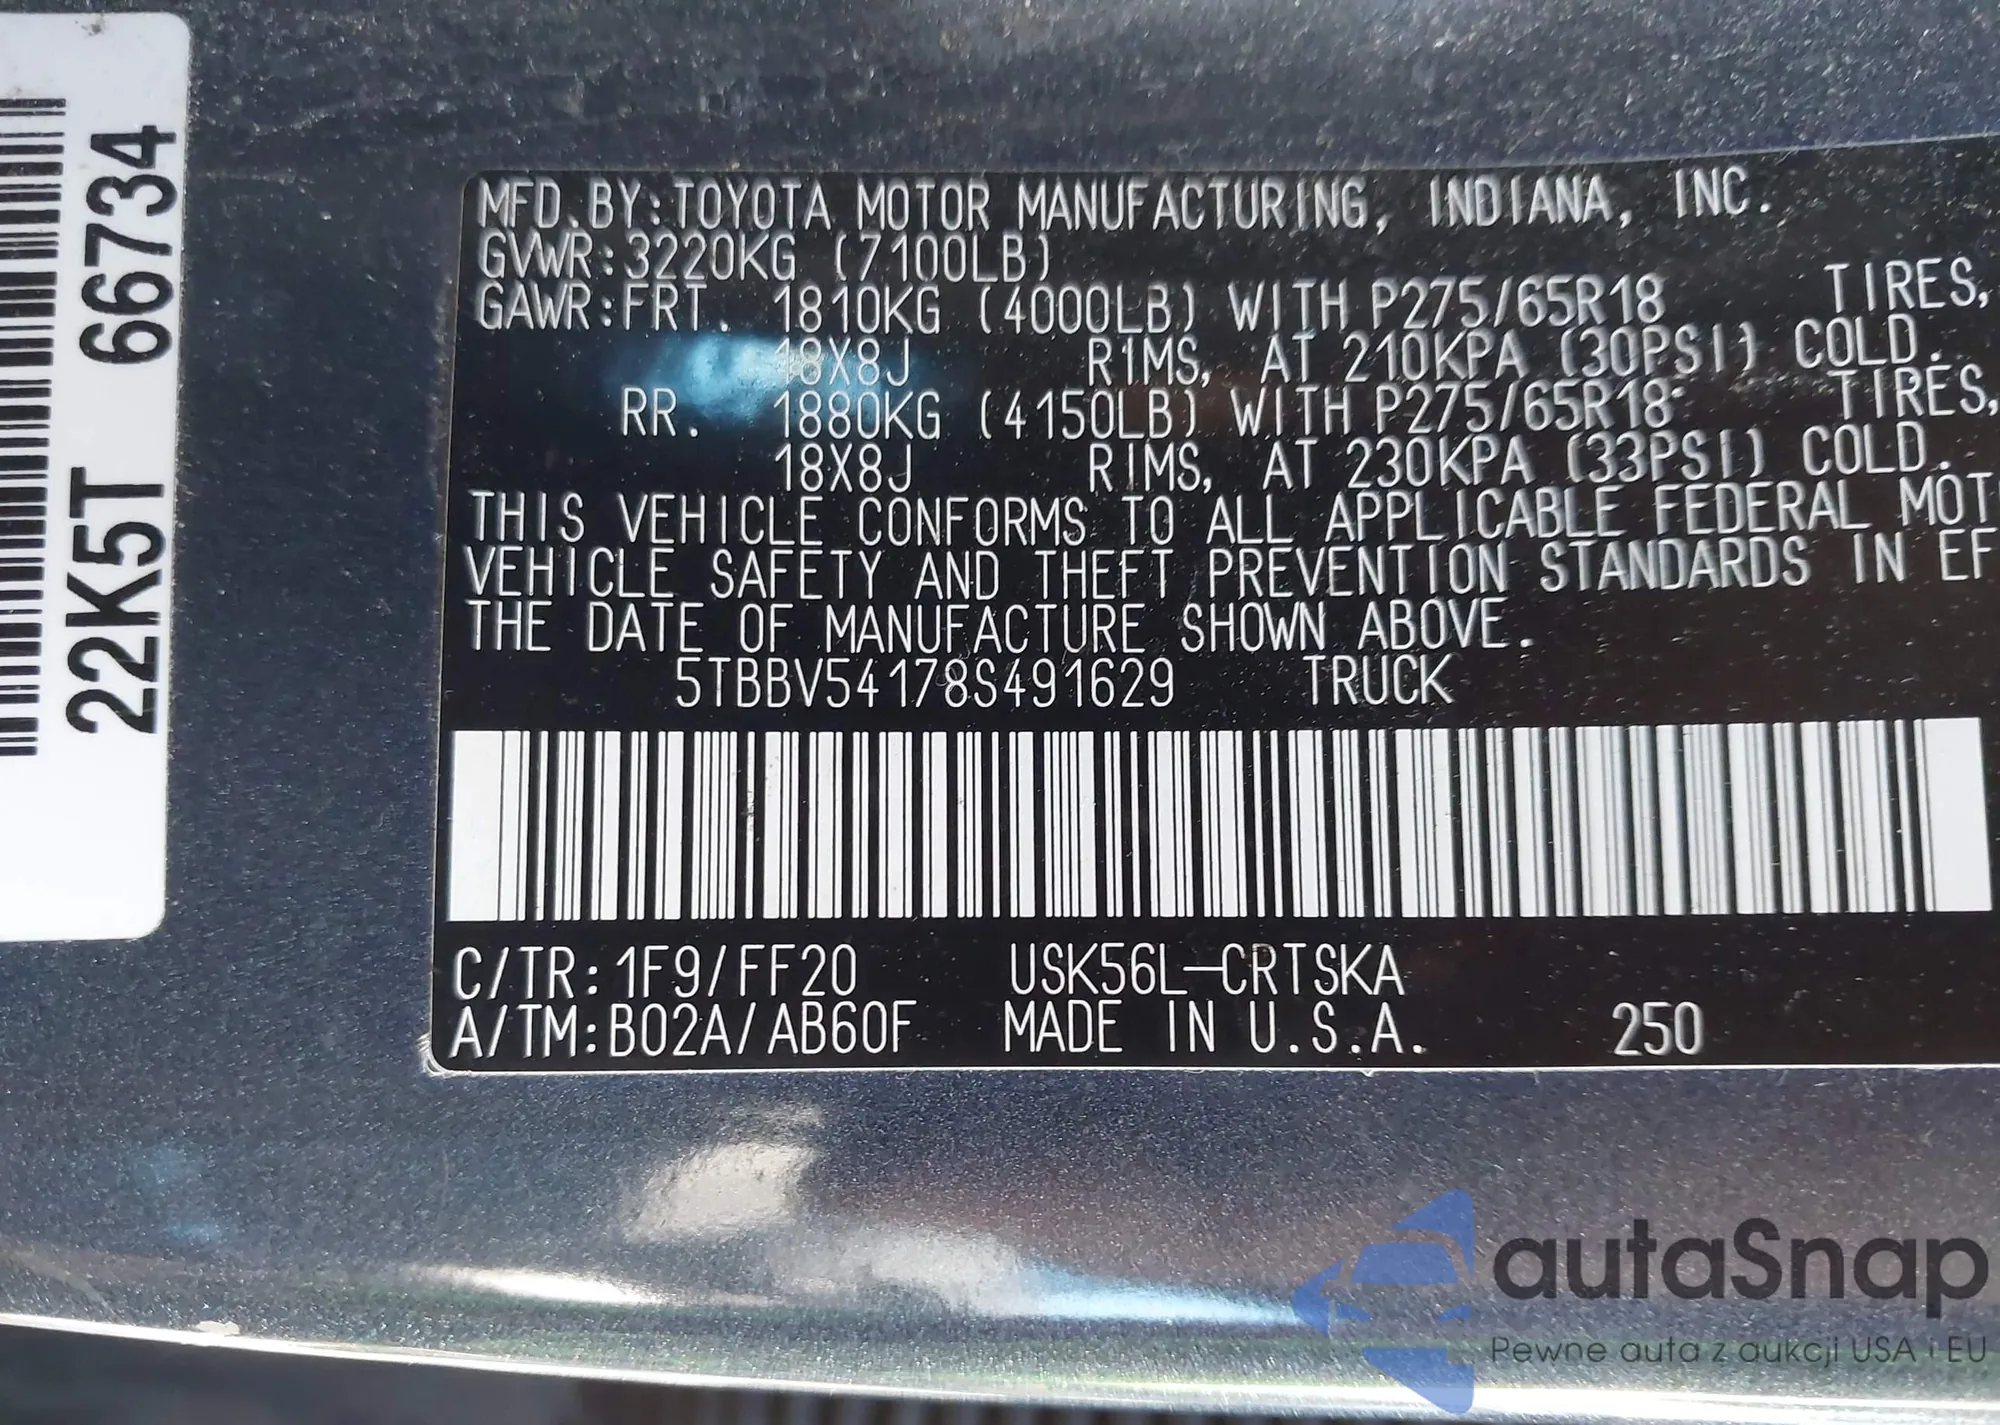 22K5T 66734
MFD.BY:TOYOTA MOTOR MANUFACTURING, INDIANA, INC.
GVWR:3220KG (7100LB)
GAWR:FRT. 1810KG (4000LB) WITH P275/65R18 TIRES,
18X8J RIMS, AT 210KPA (30PSI) COLD.
RR. 1880KG (4150LB) WITH P275/65R18 TIRES,
18X8J RIMS, AT 230KPA (33PSI) COLD.
THIS VEHICLE CONFORMS TO ALL APPLICABLE FEDERAL MOT
VEHICLE SAFETY AND THEFT PREVENTION STANDARDS IN EF
THE DATE OF MANUFACTURE SHOWN ABOVE.
5TBBV54178S491629 TRUCK
C/TR:1F9/FF20 USK56L-CRTSKA
A/TM:B02A/AB60F MADE IN U.S.A. 250
autaSnap
Pewne auta z aukcji USA i EU